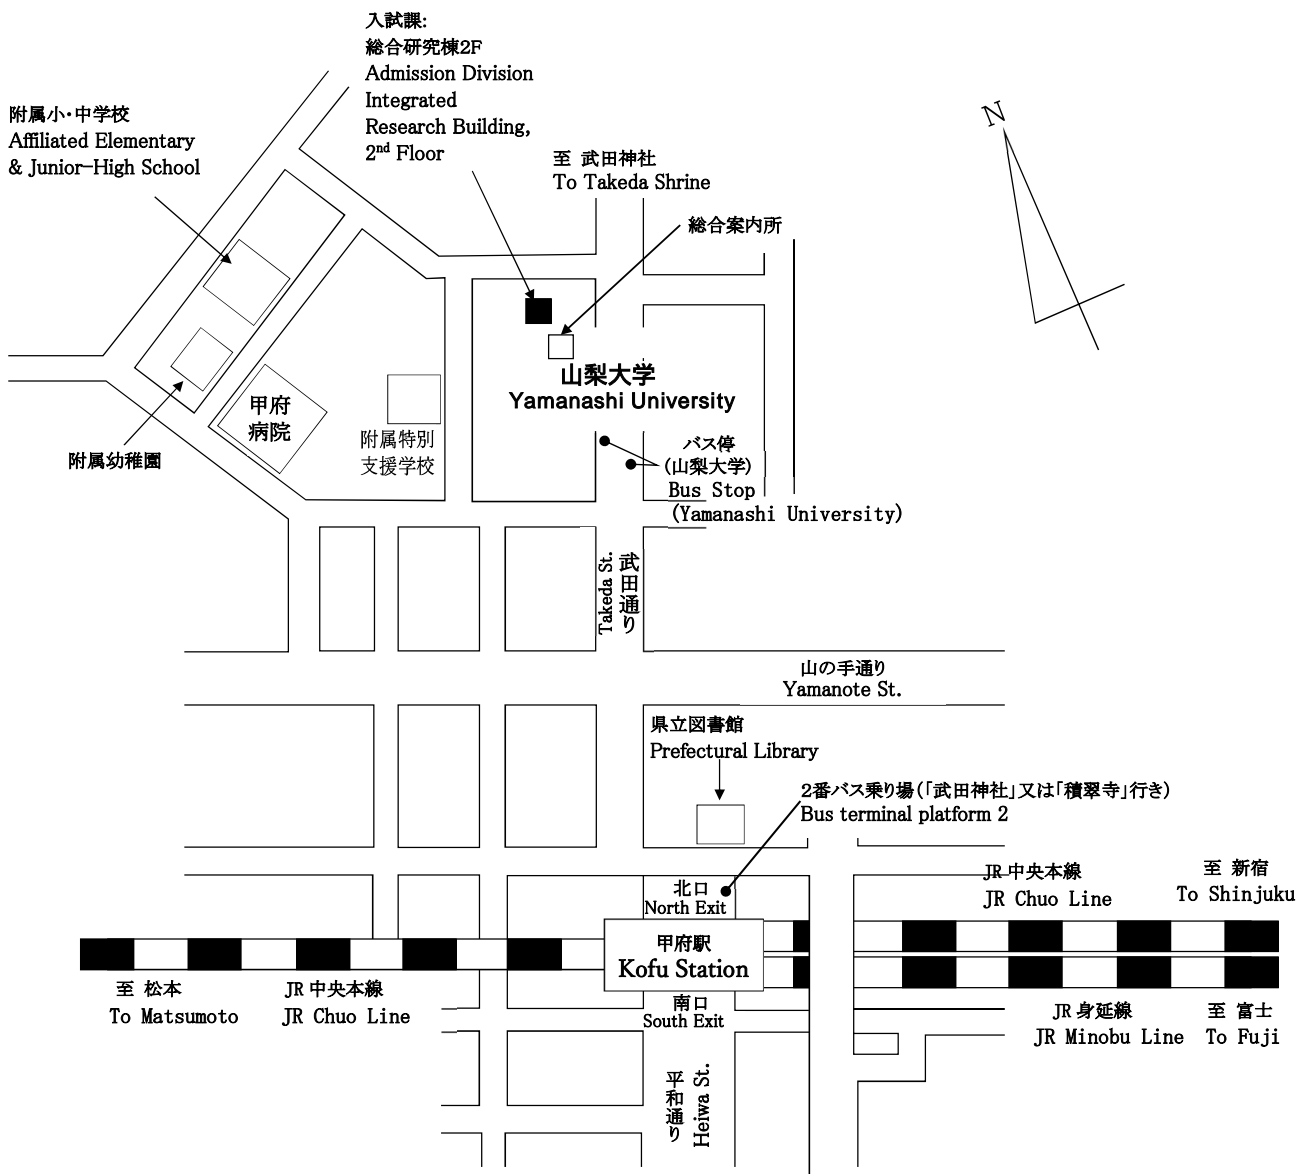 入試課:
総合研究棟2F
Admission Division
Integrated
Research Building,
2nd Floor
附属小・中学校
Affiliated Elementary
& Junior-High School
至 武田神社
To Takeda Shrine
総合案内所
N
山梨大学
Yamanashi University
甲府
病院
附属特別
支援学校
附属幼稚園
バス停
(山梨大学)
Bus Stop
(Yamanashi University)
武田通り
Takeda St.
山の手通り
Yamanote St.
県立図書館
Prefectural Library
2番バス乗り場(「武田神社」又は「積翠寺」行き)
Bus terminal platform 2
北口
North Exit
JR 中央本線
JR Chuo Line
至 新宿
To Shinjuku
甲府駅
Kofu Station
至 松本
To Matsumoto
JR 中央本線
JR Chuo Line
南口
South Exit
JR 身延線
JR Minobu Line
至 富士
To Fuji
平和通り
Heiwa St.